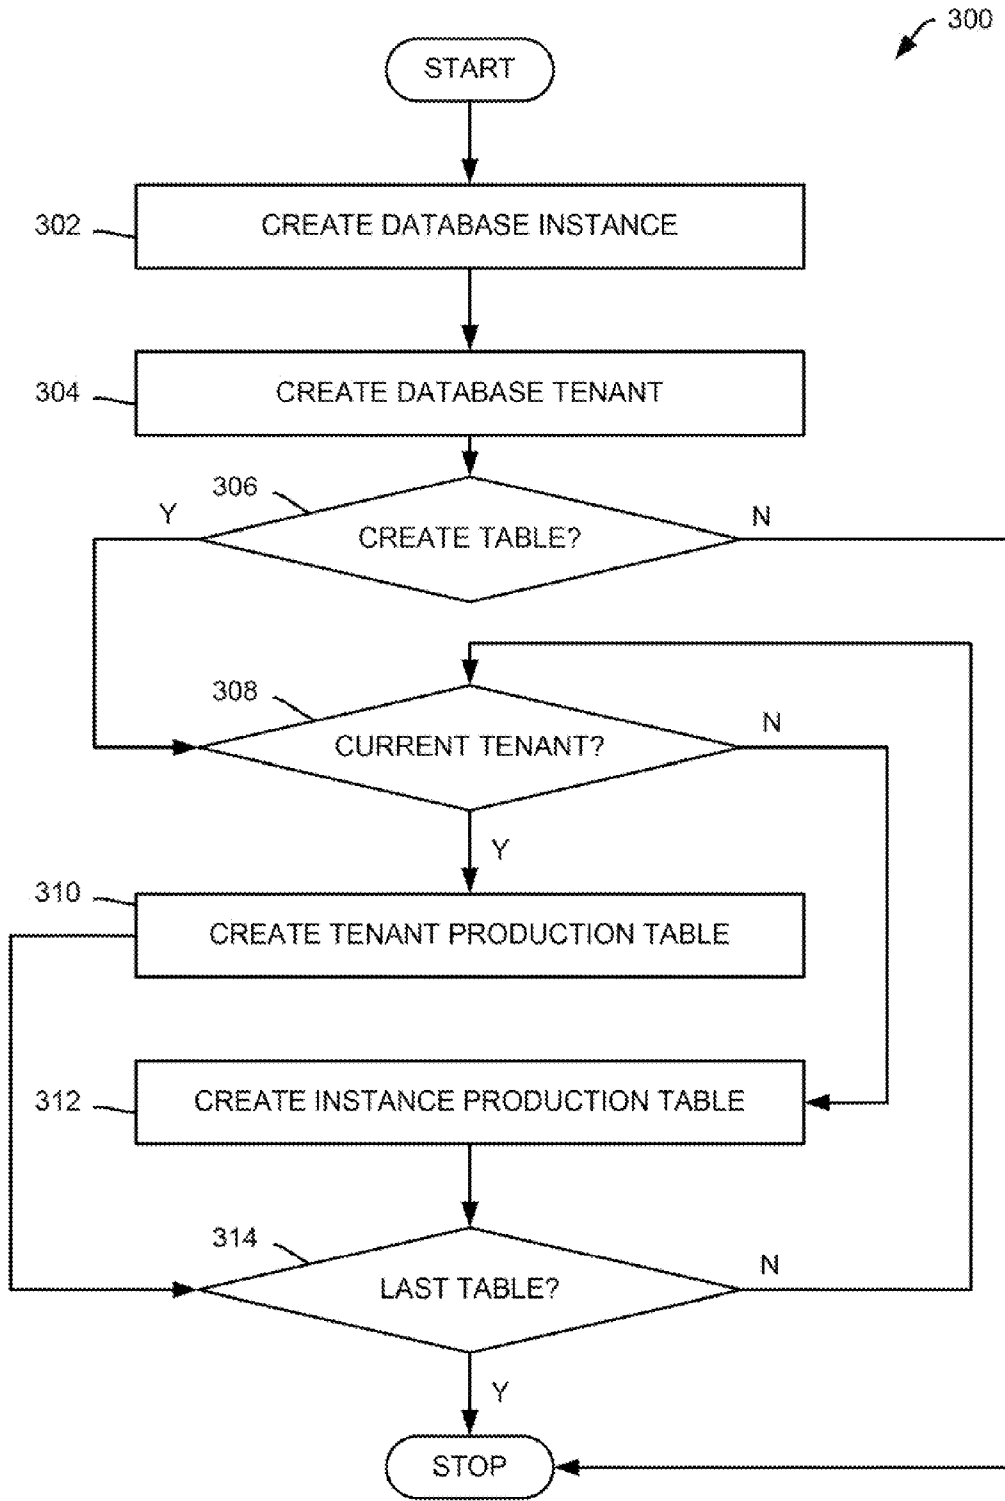 300
START
302
CREATE DATABASE INSTANCE
304
CREATE DATABASE TENANT
306
Y
N
CREATE TABLE?
308
N
CURRENT TENANT?
Y
310
CREATE TENANT PRODUCTION TABLE
312
CREATE INSTANCE PRODUCTION TABLE
314
N
LAST TABLE?
Y
STOP